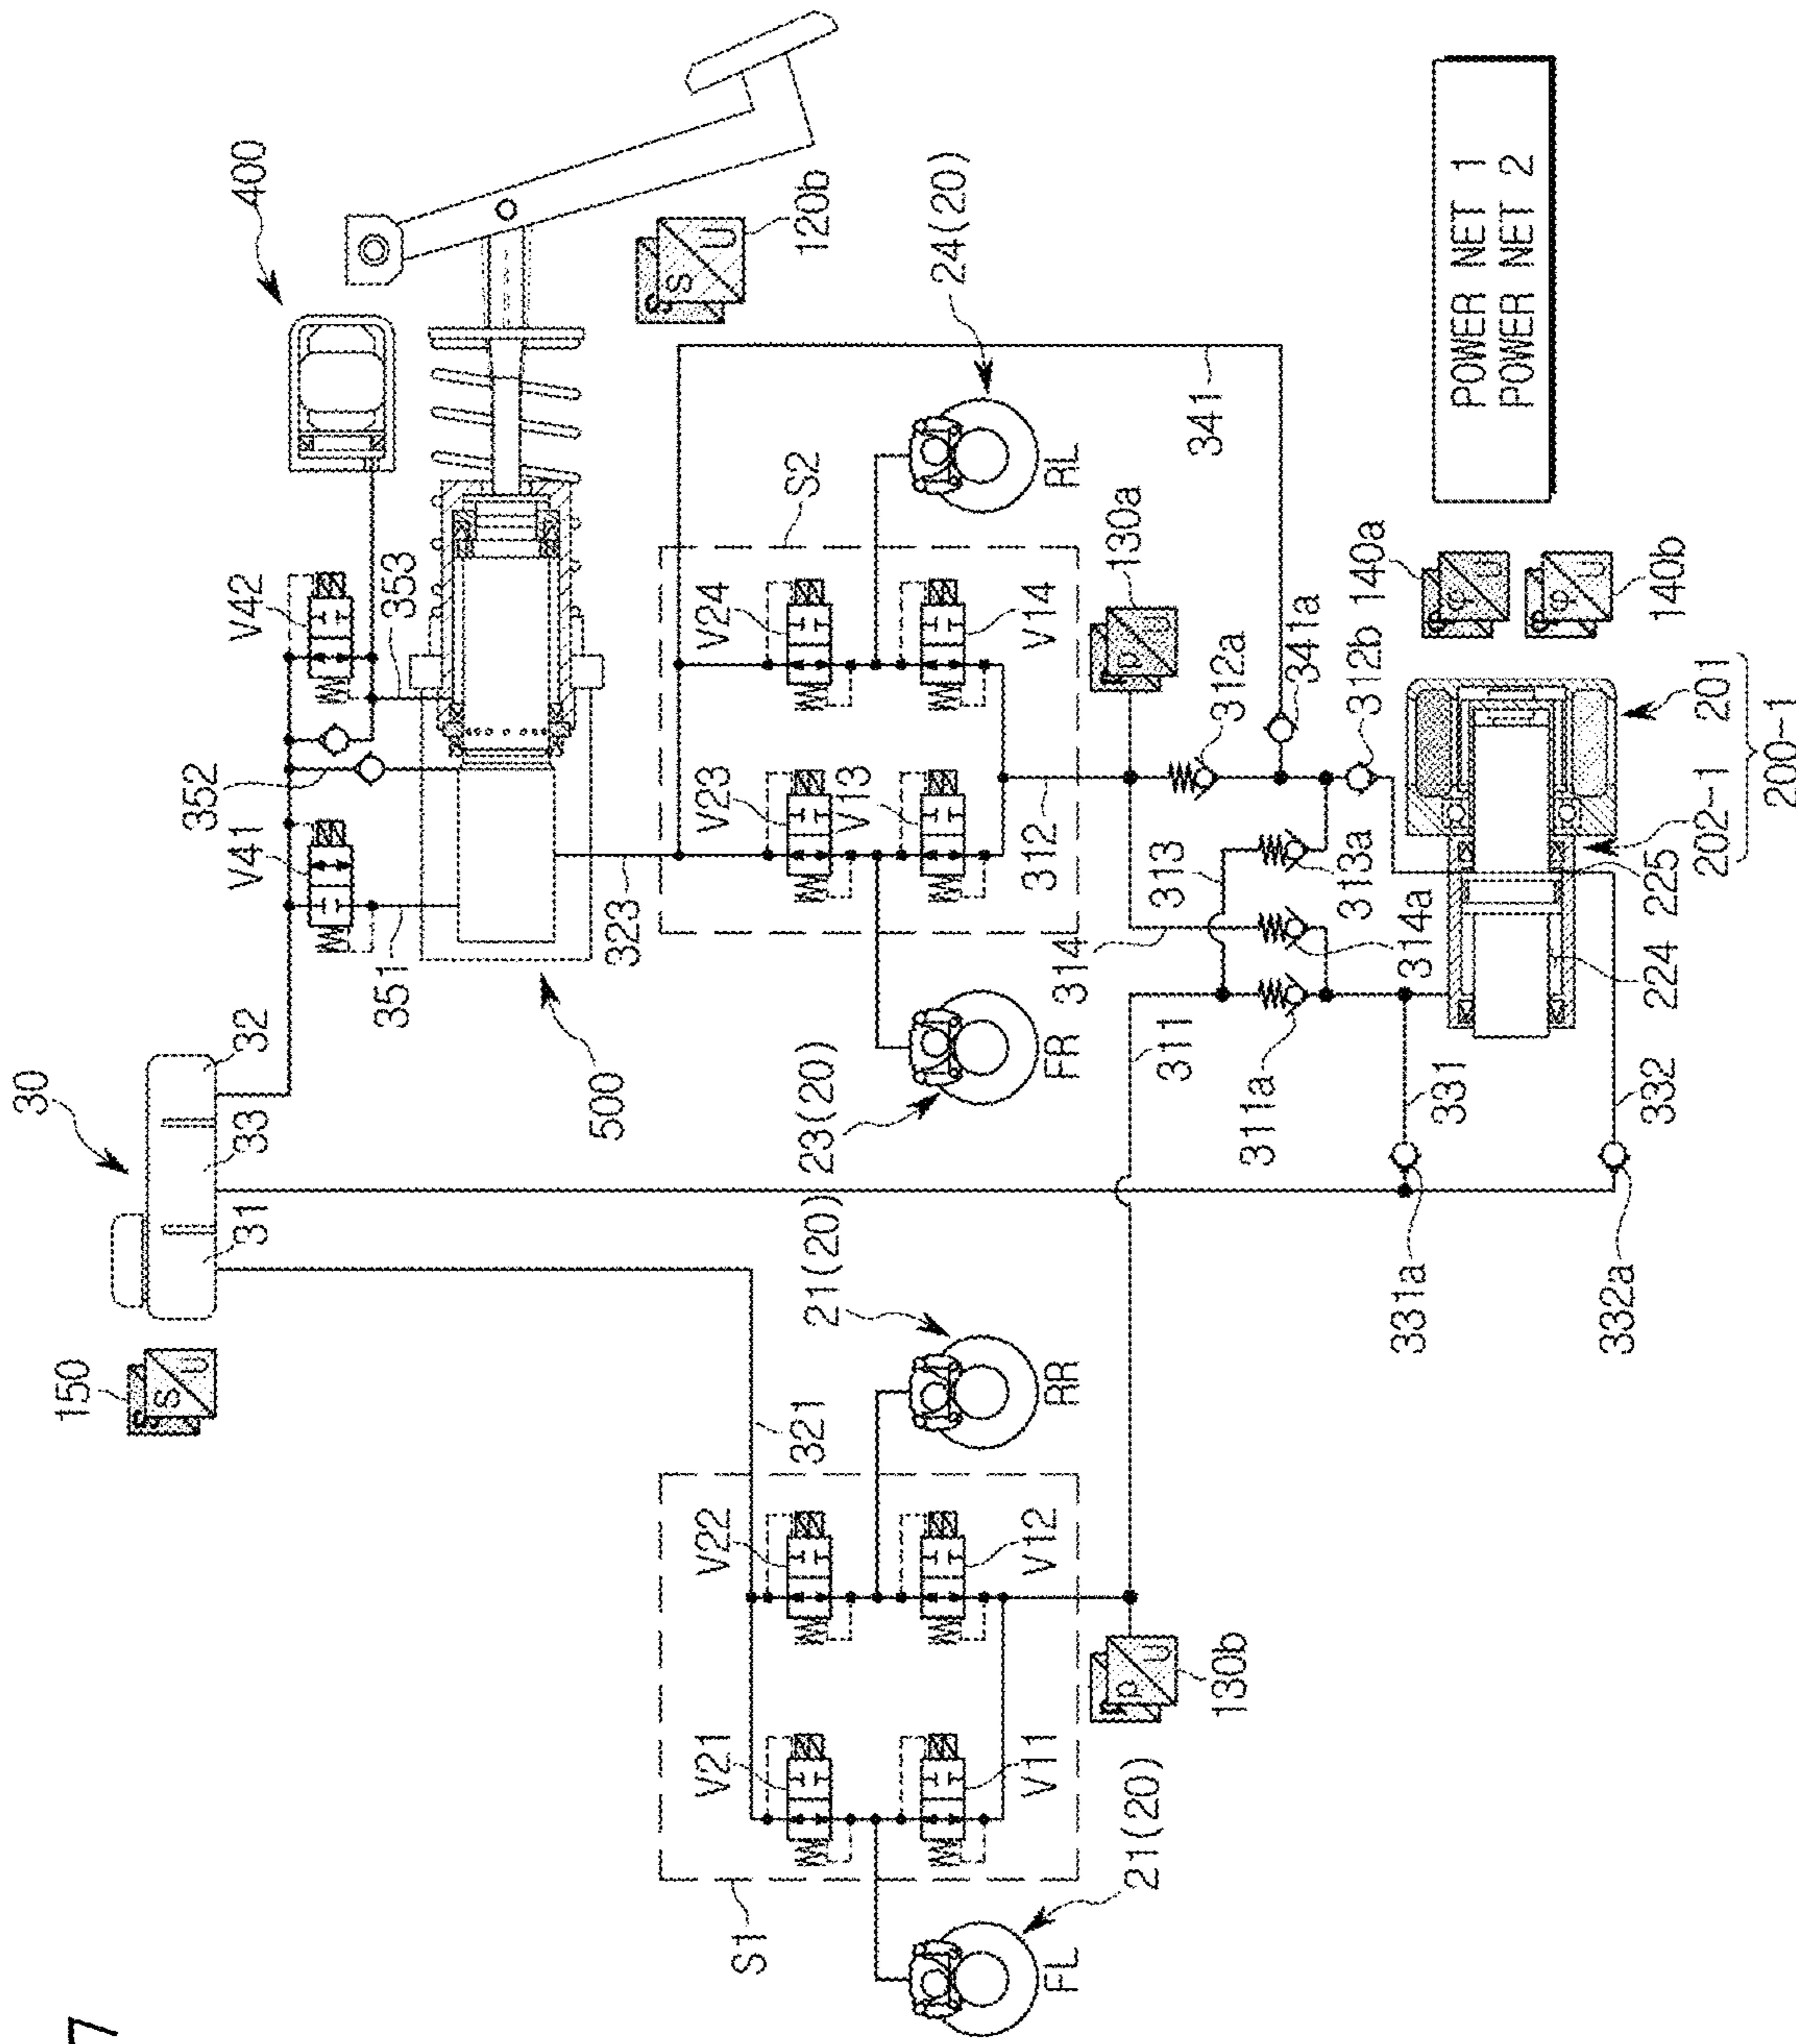 7
150
30
31
33
32
V41
V42
400
352
353
351
500
120b
321
323
S2
S1
V21
V22
V23
V24
V11
V12
V13
V14
FL
RR
FR
RL
21(20)
21(20)
23(20)
24(20)
130b
130a
312
341
311
314
313
312a
341a
311a
314a
313a
312b
140a
140b
331
332
331a
332a
224
225
202-1
201
200-1
S
U
S
U
p
U
p
U
φ
U
φ
U
POWER NET 1
POWER NET 2